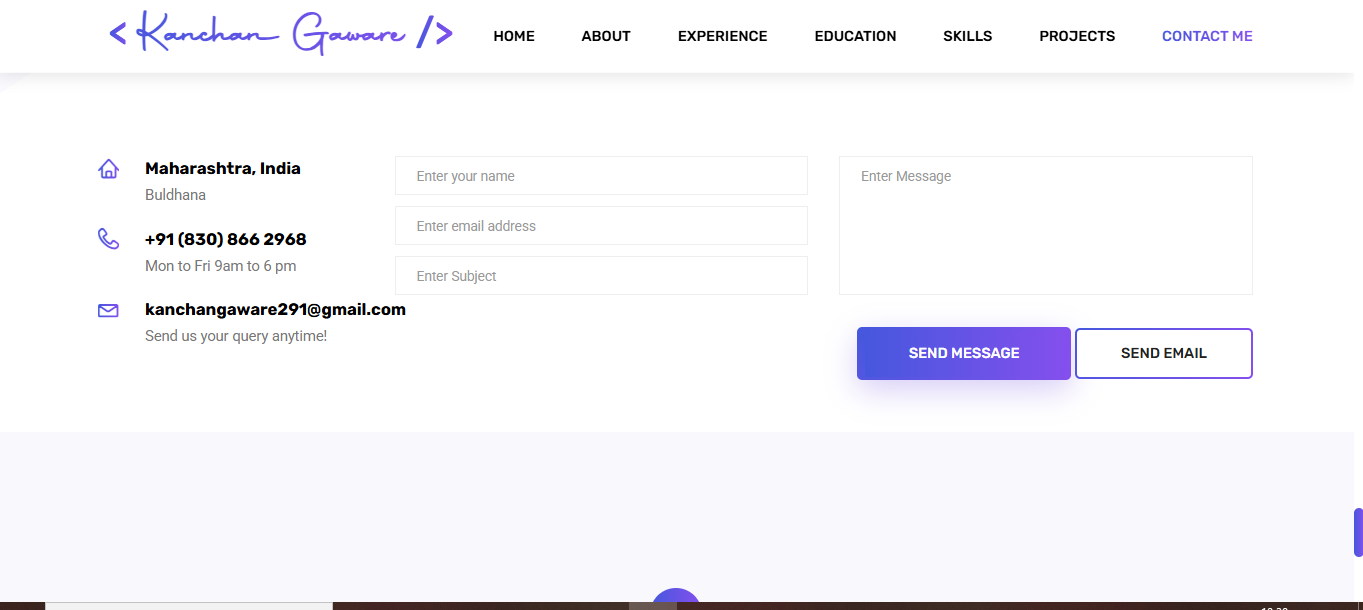 < Kanchan Gaware />
HOME ABOUT EXPERIENCE EDUCATION SKILLS PROJECTS CONTACT ME
Maharashtra, India
Buldhana
+91 (830) 866 2968
Mon to Fri 9am to 6 pm
kanchangaware291@gmail.com
Send us your query anytime!
Enter your name
Enter email address
Enter Subject
Enter Message
SEND MESSAGE
SEND EMAIL